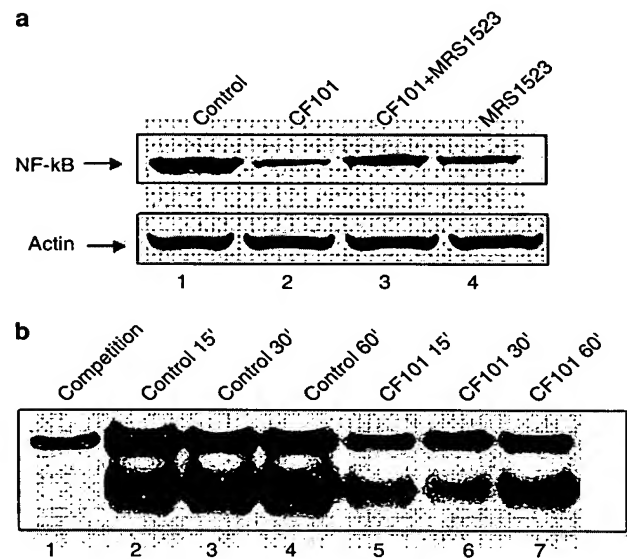 a
Control CF101 CF101+MRS1523 MRS1523
NF-kB
Actin
1 2 3 4
b
Competition Control 15' Control 30' Control 60' CF101 15' CF101 30' CF101 60'
1 2 3 4 5 6 7